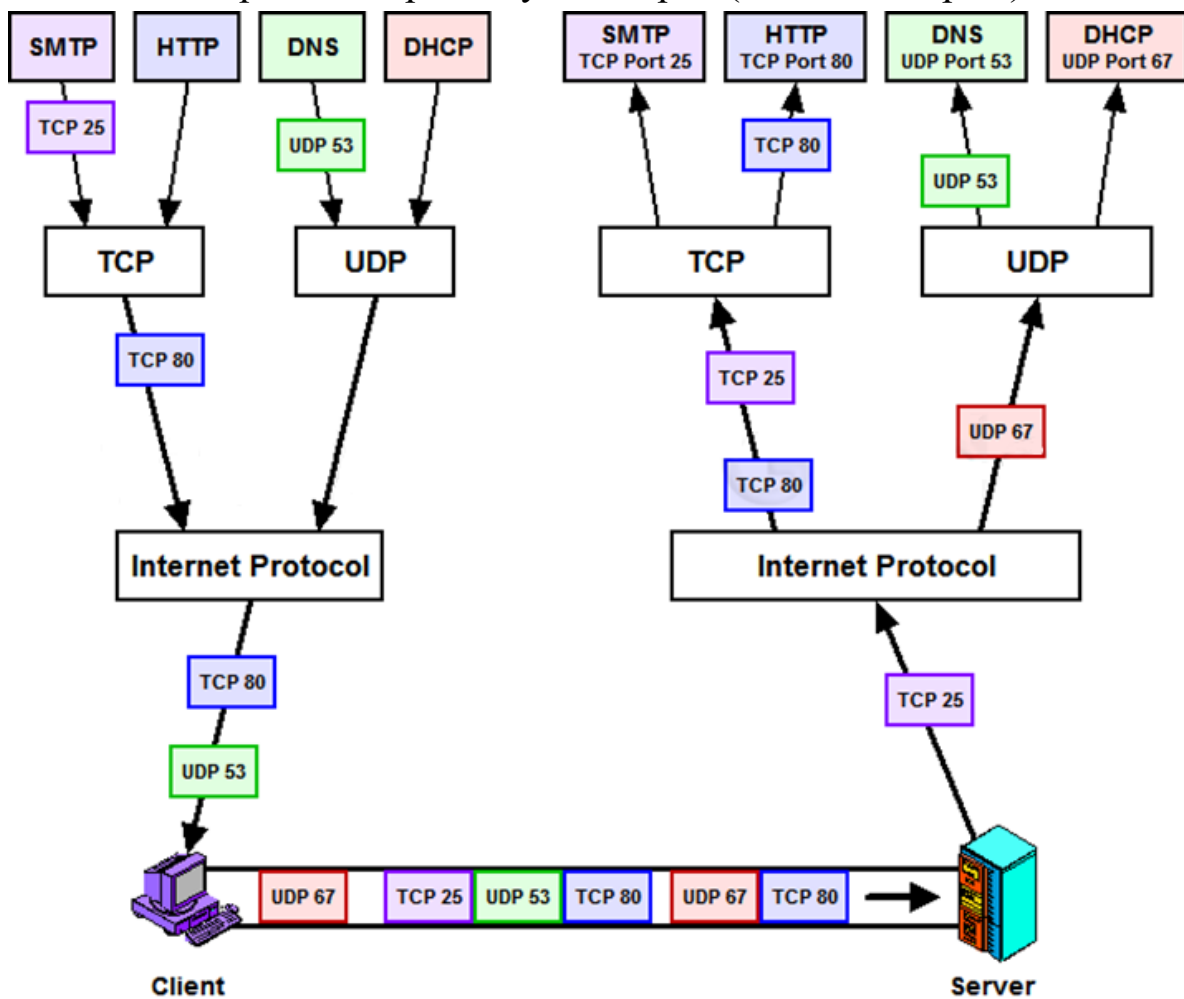 SMTP
HTTP
DNS
DHCP
TCP 25
UDP 53
TCP
UDP
TCP 80
Internet Protocol
TCP 80
UDP 53
SMTP
TCP Port 25
HTTP
TCP Port 80
DNS
UDP Port 53
DHCP
UDP Port 67
TCP 80
UDP 53
TCP
UDP
TCP 25
UDP 67
TCP 80
Internet Protocol
TCP 25
UDP 67 TCP 25 UDP 53 TCP 80 UDP 67 TCP 80
Client
Server